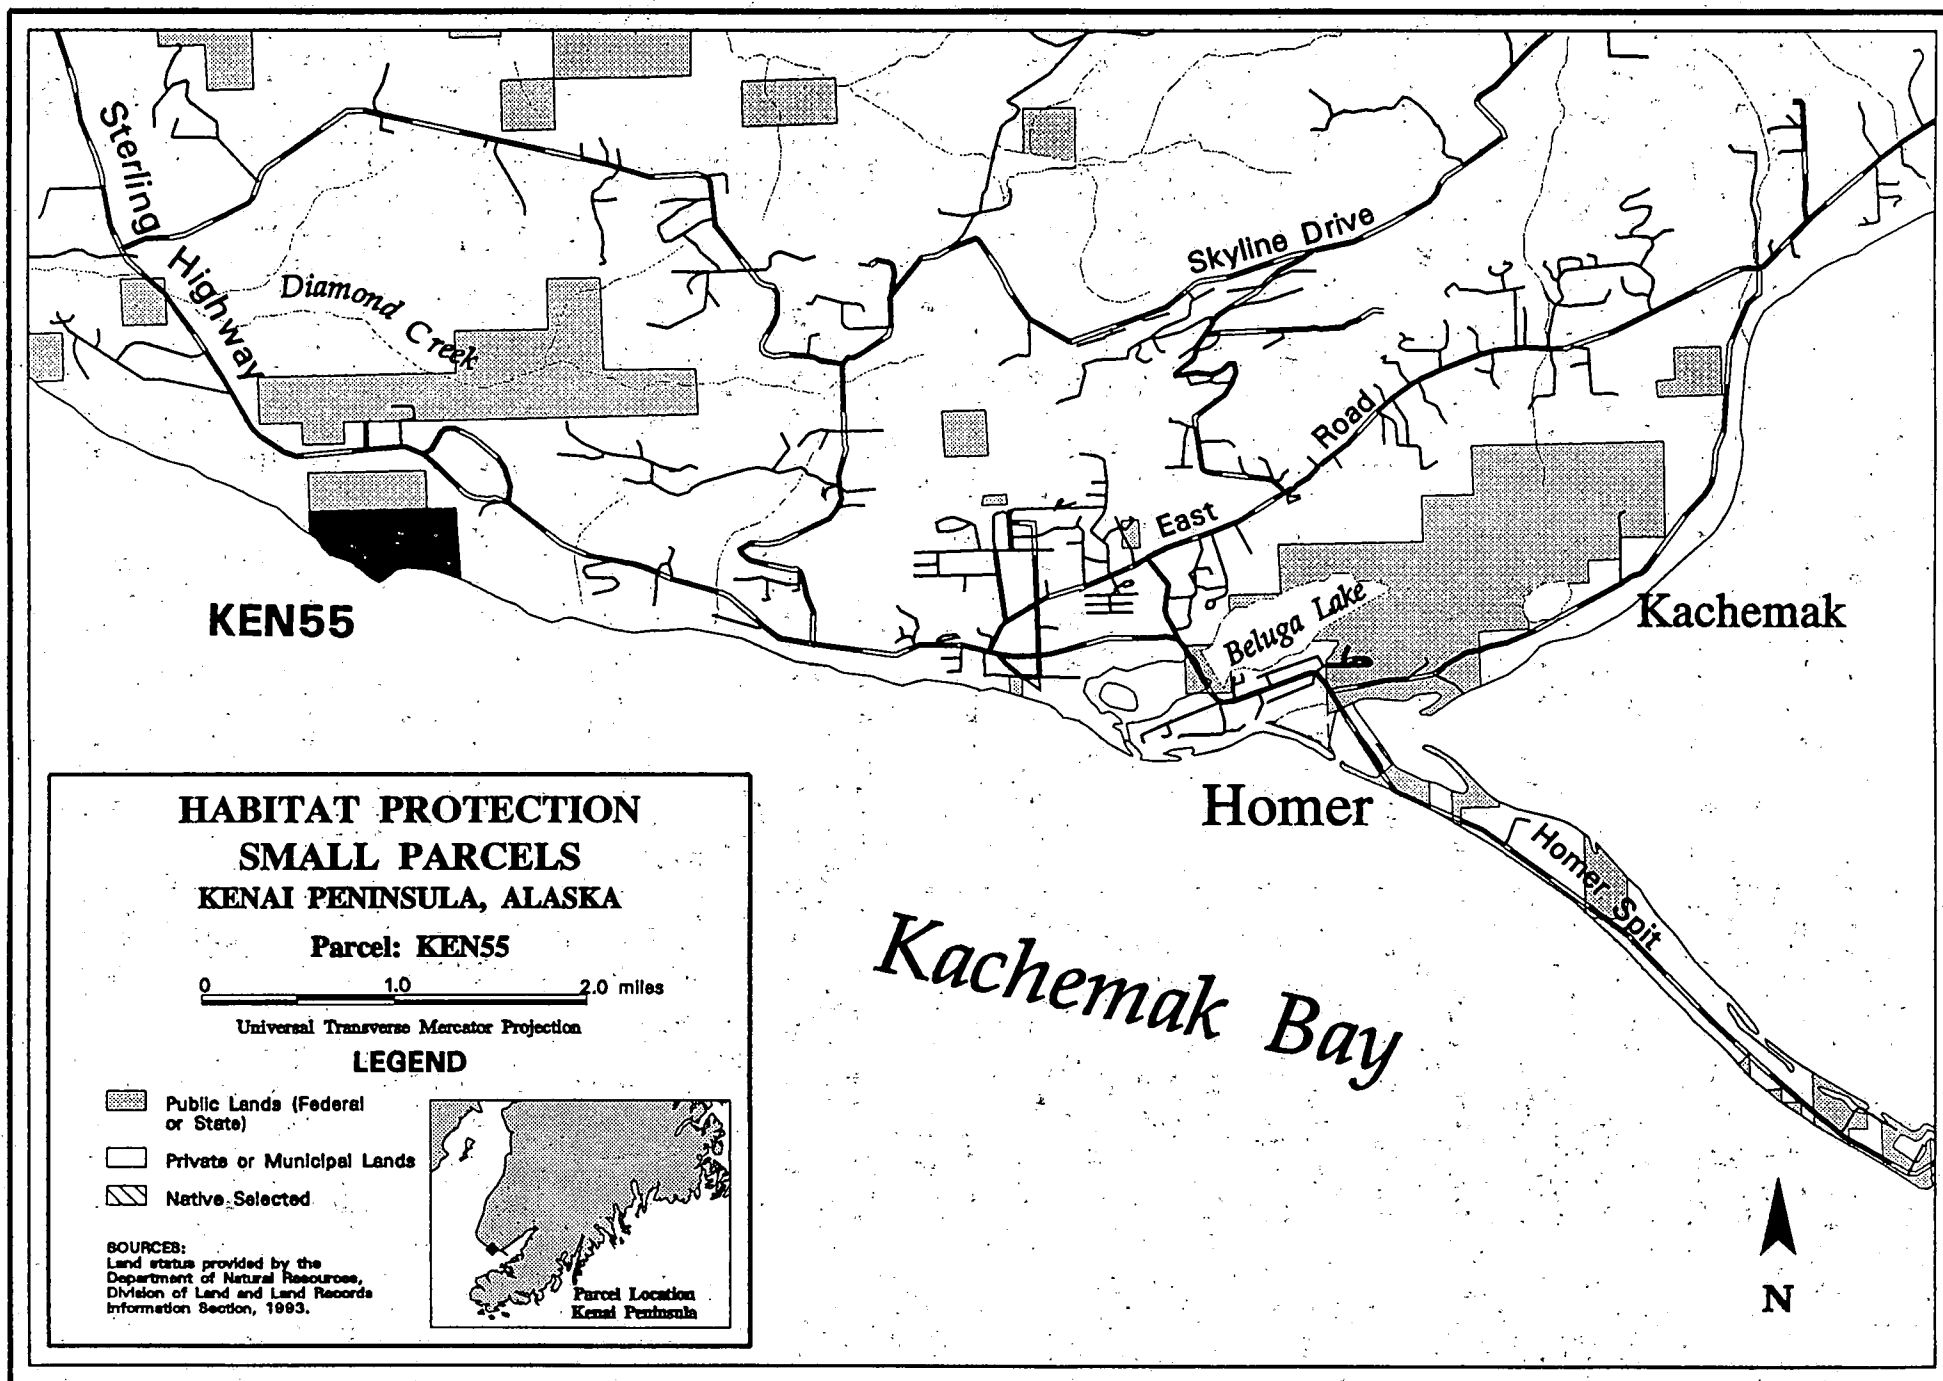 Sterling
Highway
Diamond Creek
Skyline Drive
East Road
KEN55
Beluga Lake
Kachemak
Homer
Homer Spit
Kachemak Bay
HABITAT PROTECTION
SMALL PARCELS
KENAI PENINSULA, ALASKA
Parcel: KEN55
0 1.0 2.0 miles
Universal Transverse Mercator Projection
LEGEND
Public Lands (Federal
or State)
Private or Municipal Lands
Native Selected
SOURCES:
Land status provided by the
Department of Natural Resources,
Division of Land and Land Records
Information Section, 1993.
Parcel Location
Kenai Peninsula
N